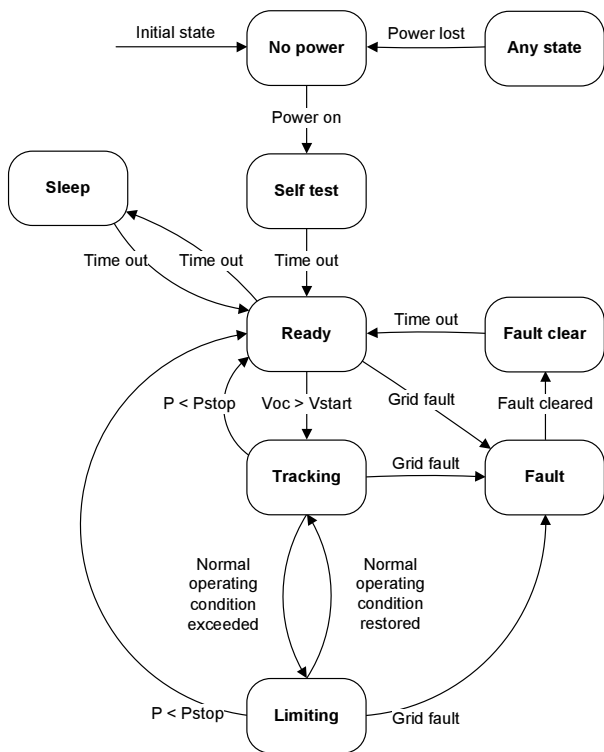 Initial state
No power
Power lost
Any state
Power on
Sleep
Self test
Time out
Time out
Time out
Ready
Time out
Fault clear
P < Pstop
Voc > Vstart
Grid fault
Fault cleared
Tracking
Grid fault
Fault
Normal
operating
condition
exceeded
Normal
operating
condition
restored
P < Pstop
Limiting
Grid fault